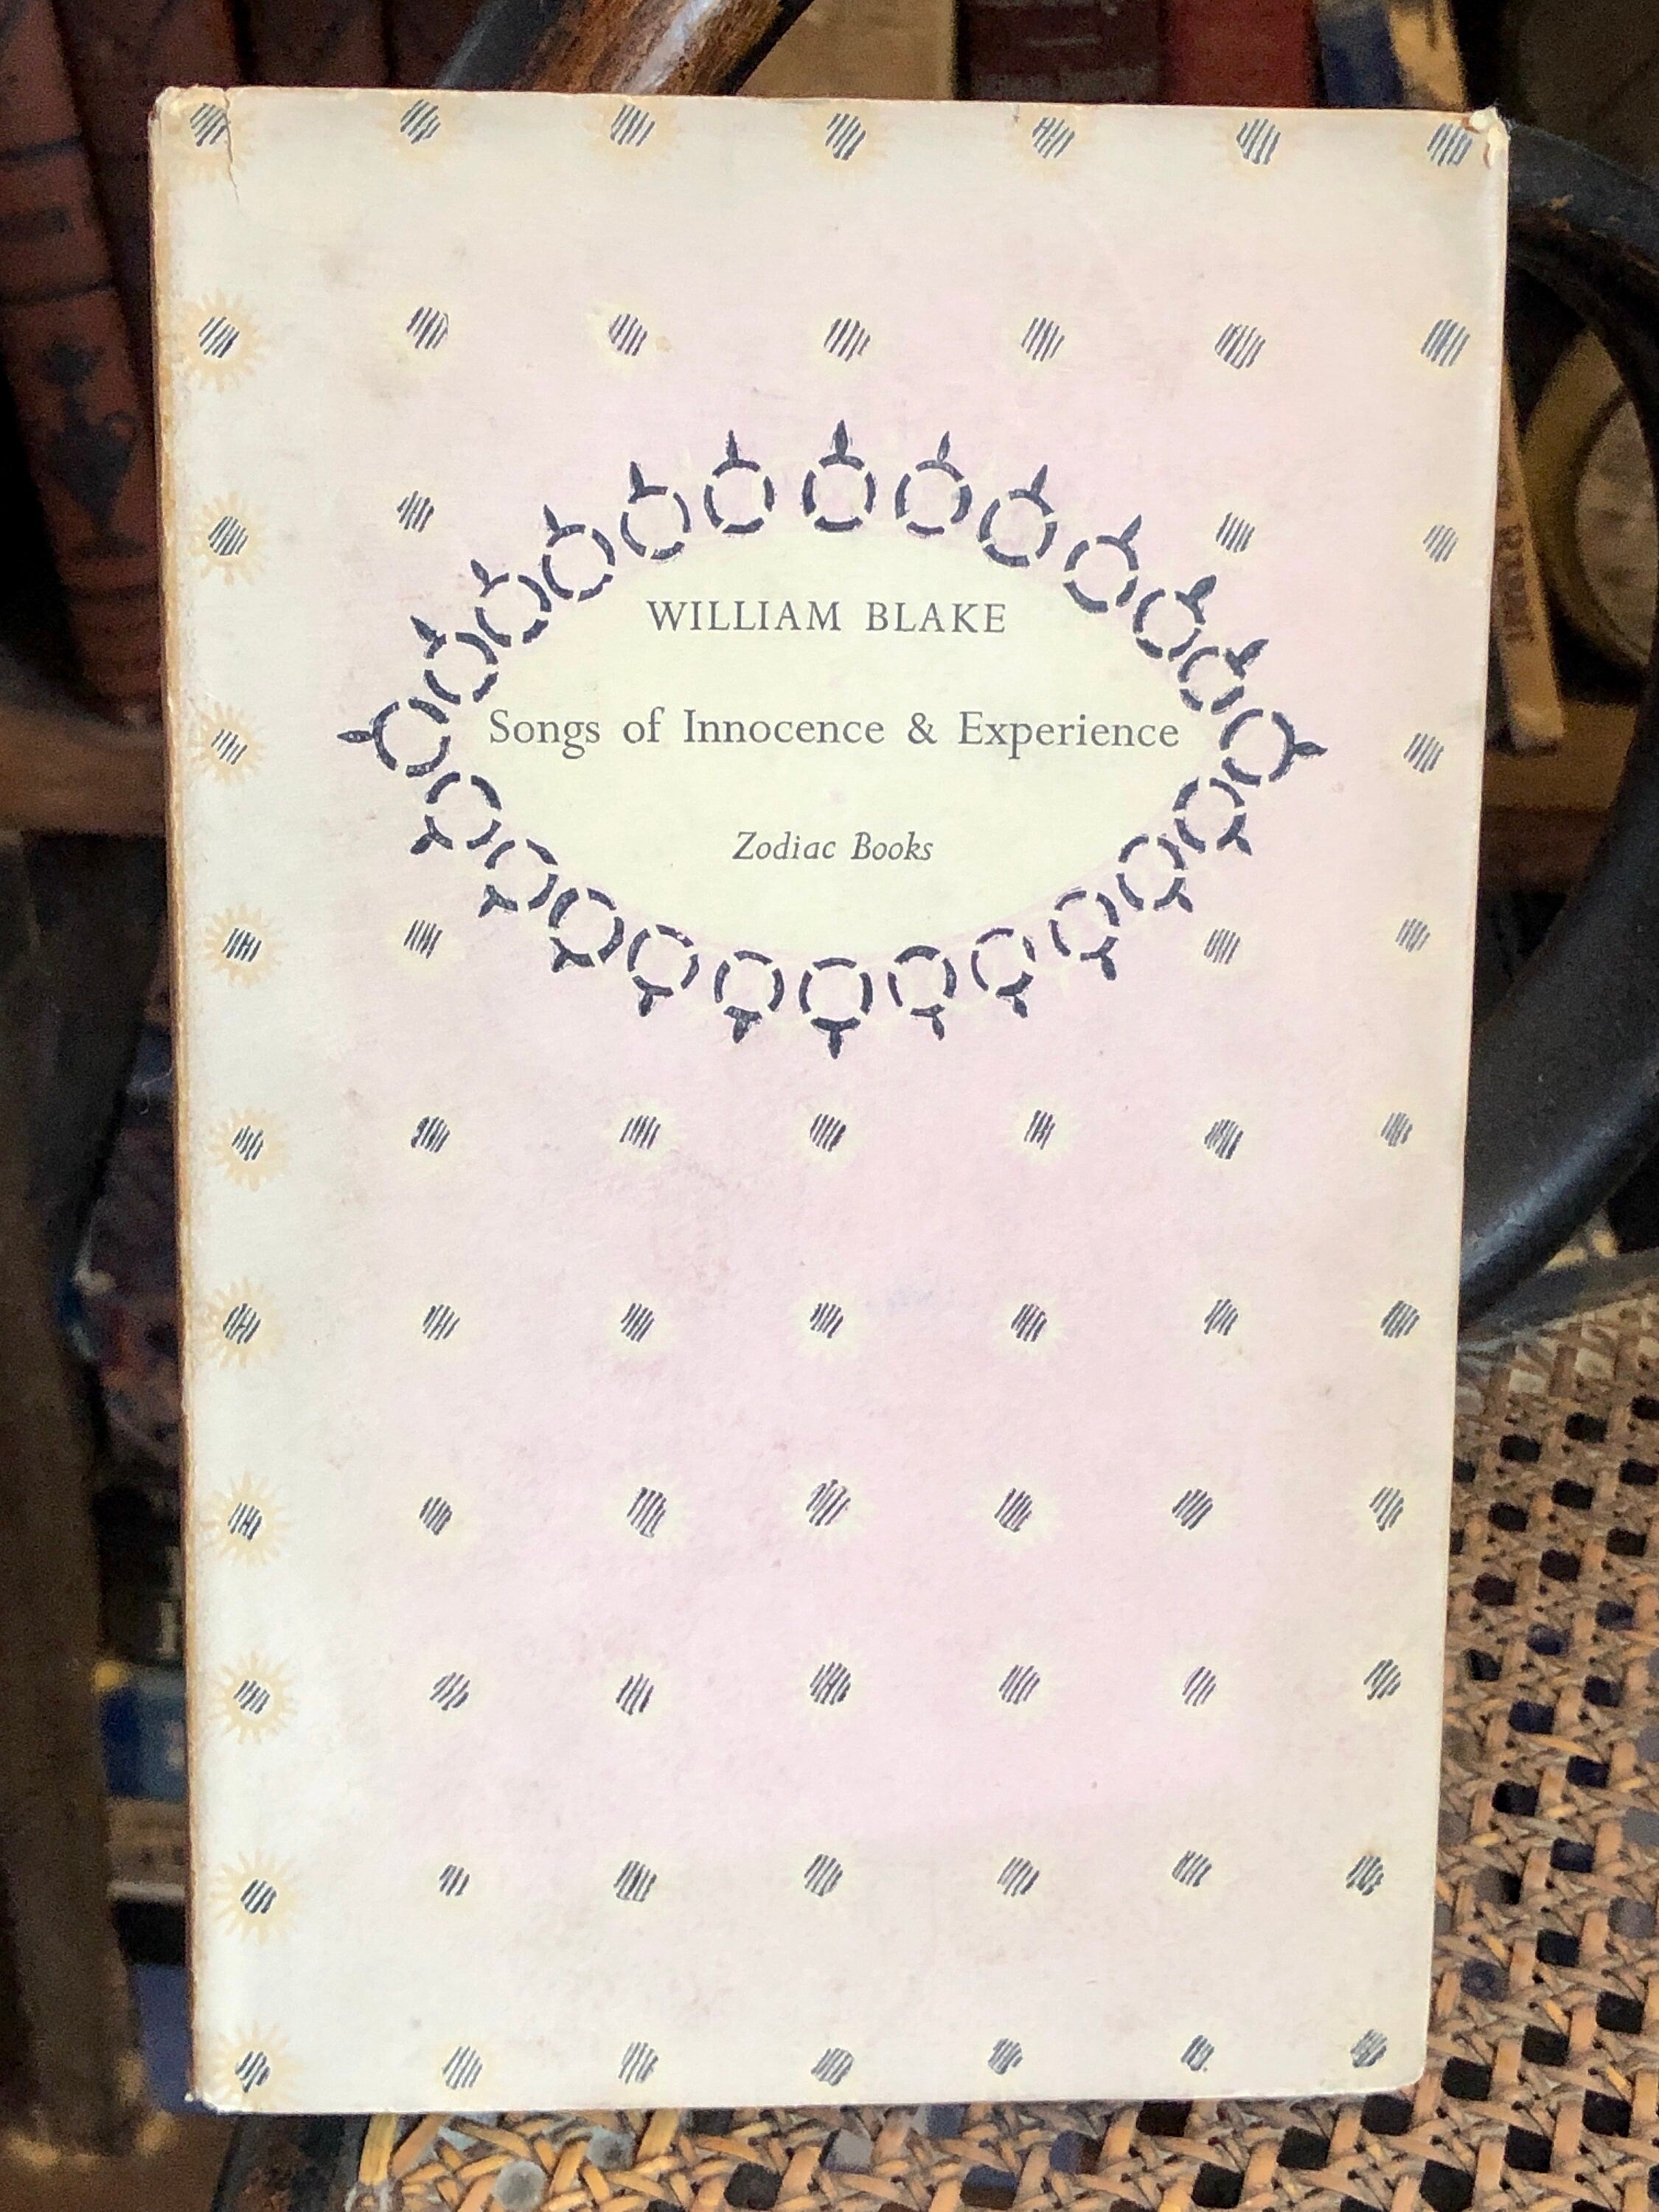 WILLIAM BLAKE
Songs of Innocence & Experience
Zodiac Books